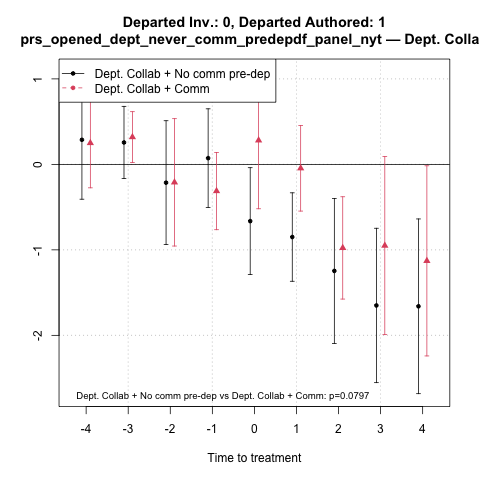 Departed Inv.: 0, Departed Authored: 1
prs_opened_dept_never_comm_predepdf_panel_nyt — Dept. Colla
Dept. Collab + No comm pre-dep
Dept. Collab + Comm
1
0
-1
-2
Dept. Collab + No comm pre-dep vs Dept. Collab + Comm: p=0.0797
-4 -3 -2 -1 0 1 2 3 4
Time to treatment